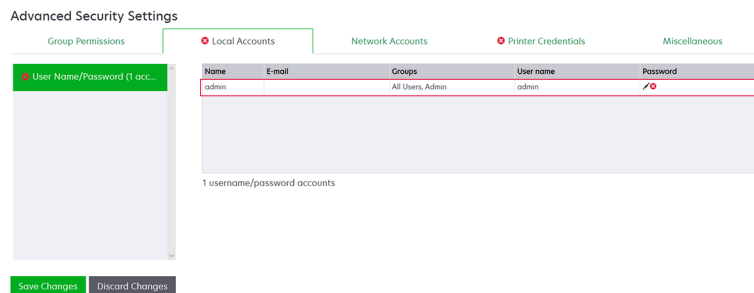 Advanced Security Settings
Group Permissions Local Accounts Network Accounts Printer Credentials Miscellaneous
User Name/Password (1 acc...
Name E-mail Groups User name Password
admin All Users, Admin admin
1 username/password accounts
Save Changes Discard Changes